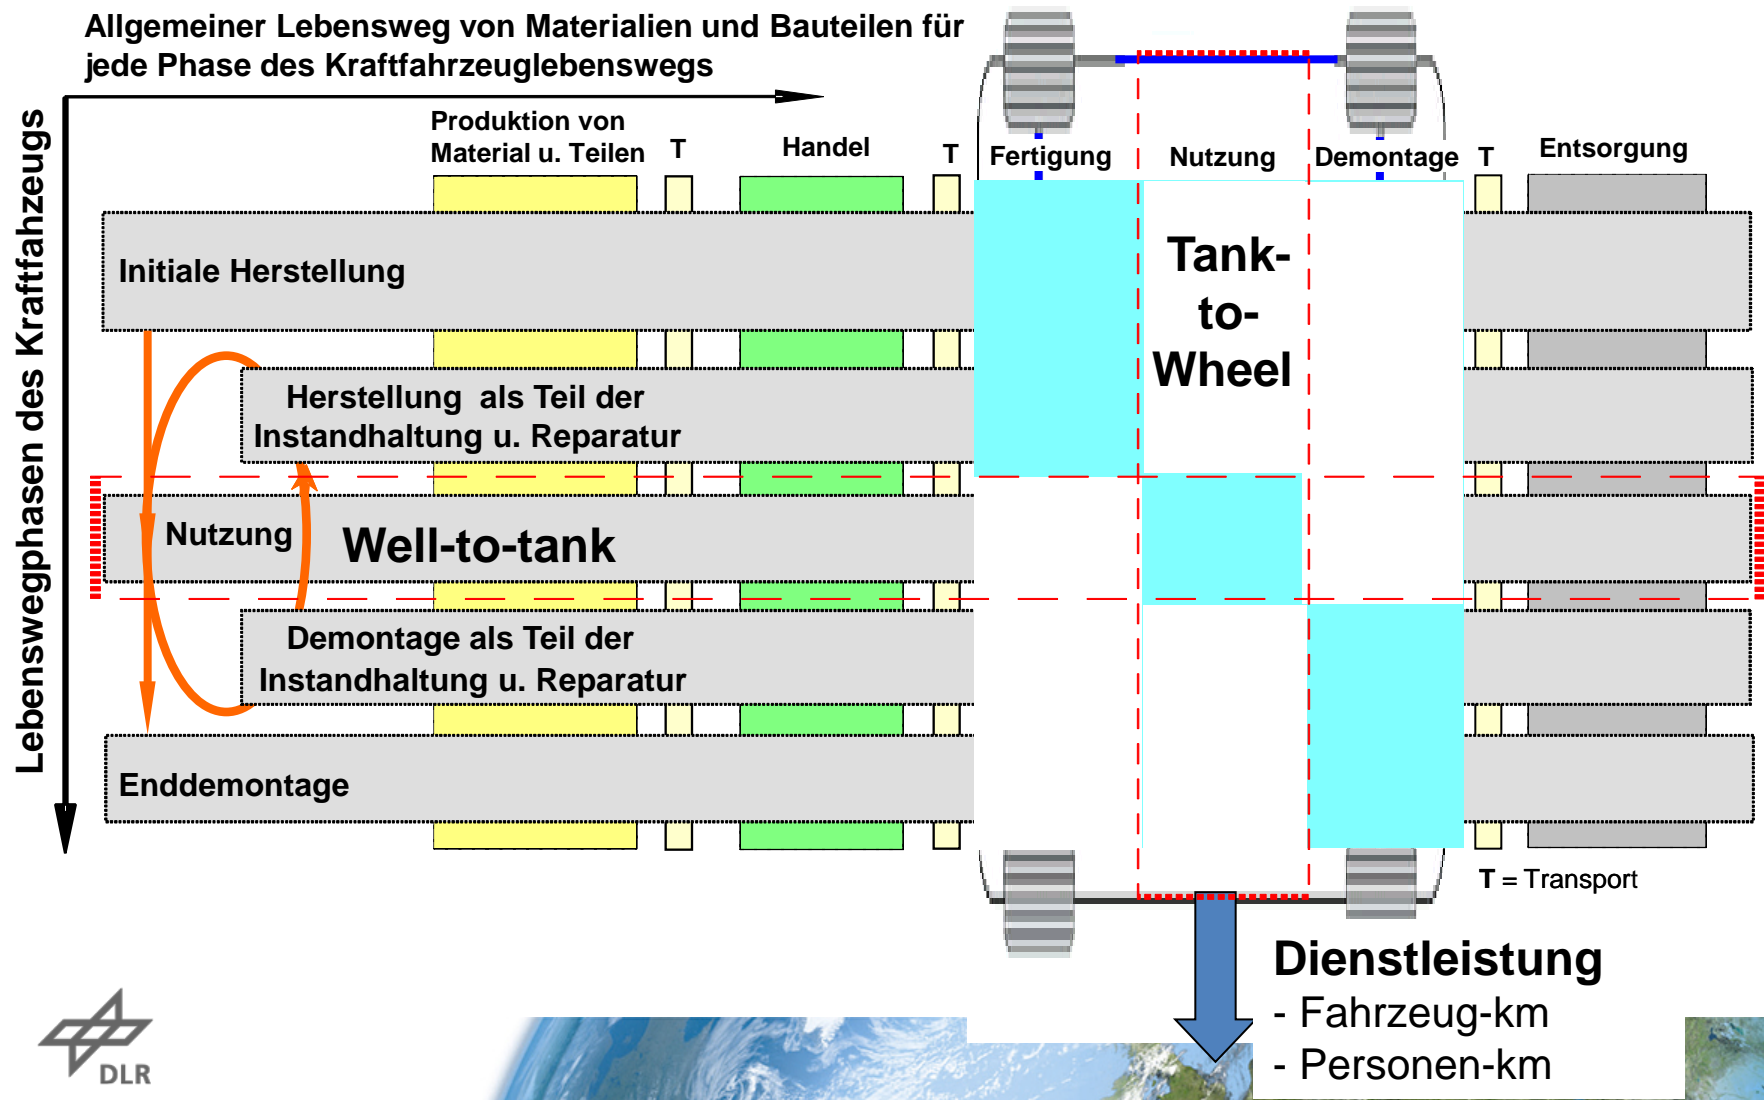 Allgemeiner Lebensweg von Materialien und Bauteilen für
jede Phase des Kraftfahrzeuglebenswegs
Lebenswegphasen des Kraftfahrzeugs
Produktion von
Material u. Teilen
T
Handel
T
Fertigung
Nutzung
Demontage
T
Entsorgung
Initiale Herstellung
Tank-
to-
Wheel
Herstellung als Teil der
Instandhaltung u. Reparatur
Nutzung
Well-to-tank
Demontage als Teil der
Instandhaltung u. Reparatur
Enddemontage
T = Transport
Dienstleistung
- Fahrzeug-km
- Personen-km
DLR